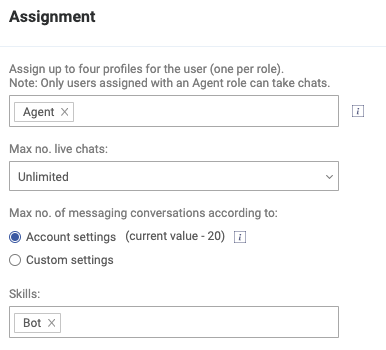 Assignment
Assign up to four profiles for the user (one per role).
Note: Only users assigned with an Agent role can take chats.
Agent ×
i
Max no. live chats:
Unlimited
Max no. of messaging conversations according to:
Account settings (current value - 20) i
Custom settings
Skills:
Bot ×